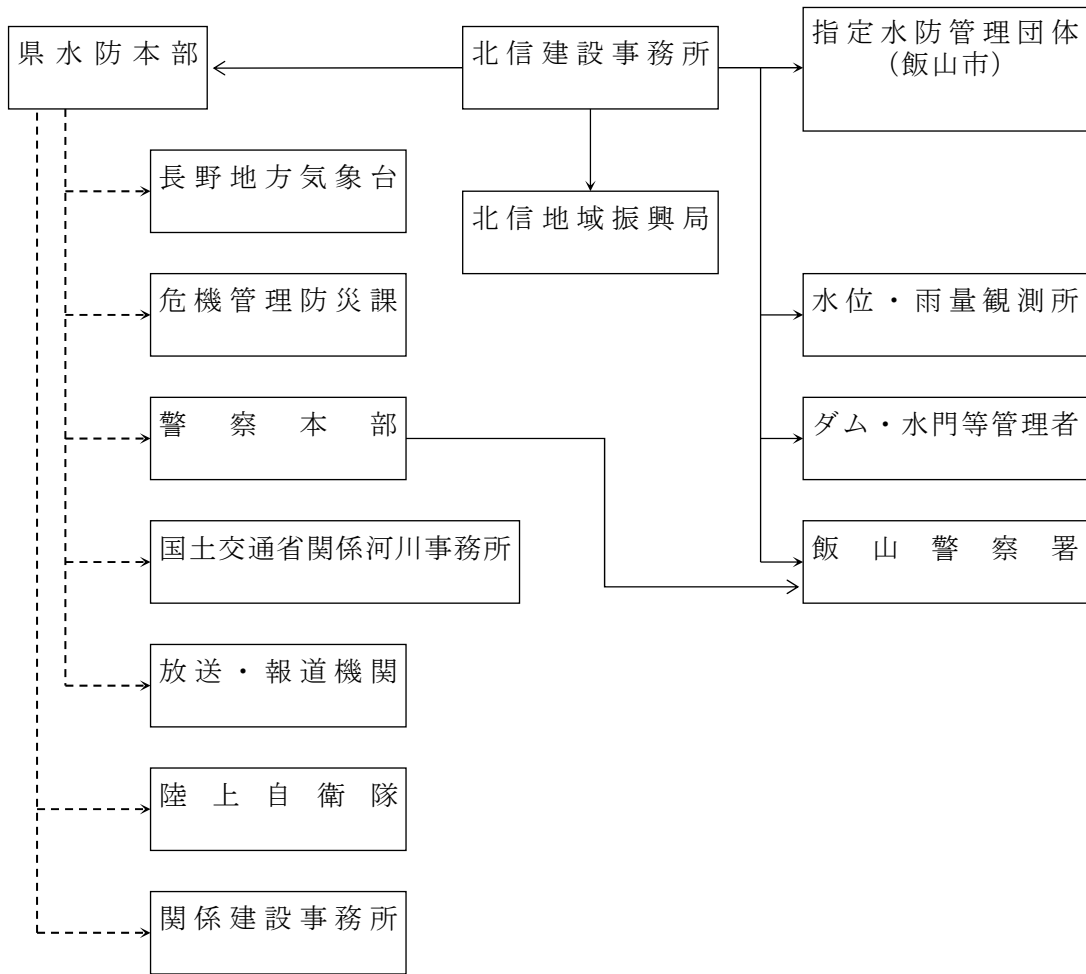 県水防本部
北信建設事務所
指定水防管理団体
(飯山市)
長野地方気象台
北信地域振興局
危機管理防災課
水位・雨量観測所
警察本部
ダム・水門等管理者
国土交通省関係河川事務所
飯山警察署
放送・報道機関
陸上自衛隊
関係建設事務所